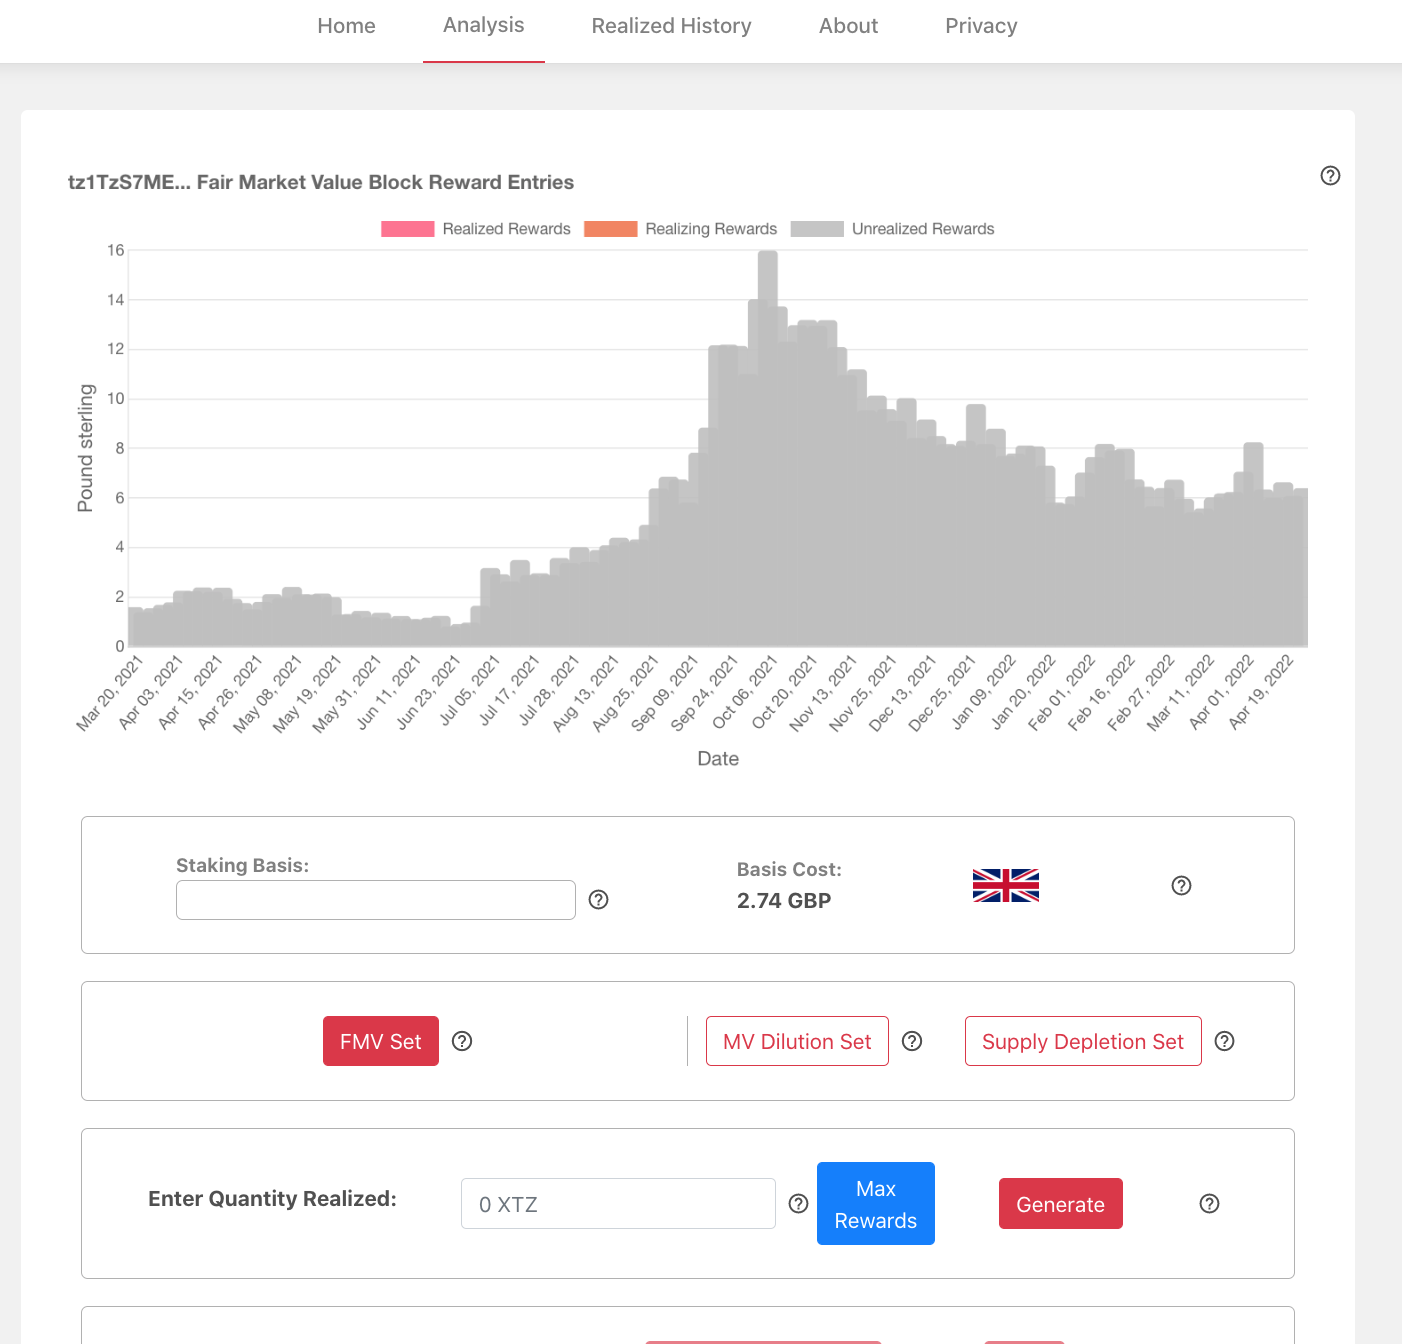 Home Analysis Realized History About Privacy
tz1TzS7ME... Fair Market Value Block Reward Entries
Realized Rewards Realizing Rewards Unrealized Rewards
16
14
12
10
8
6
4
2
0
Pound sterling
Mar 20, 2021 Apr 03, 2021 Apr 15, 2021 Apr 26, 2021 May 08, 2021 May 19, 2021 May 31, 2021 Jun 11, 2021 Jun 23, 2021 Jul 05, 2021 Jul 17, 2021 Jul 28, 2021 Aug 13, 2021 Aug 25, 2021 Sep 09, 2021 Sep 24, 2021 Oct 06, 2021 Oct 20, 2021 Nov 13, 2021 Nov 25, 2021 Dec 13, 2021 Dec 25, 2021 Jan 09, 2022 Jan 20, 2022 Feb 01, 2022 Feb 16, 2022 Feb 27, 2022 Mar 11, 2022 Apr 01, 2022 Apr 19, 2022
Date
Staking Basis:
Basis Cost:
2.74 GBP
FMV Set MV Dilution Set Supply Depletion Set
Enter Quantity Realized: 0 XTZ Max Rewards Generate